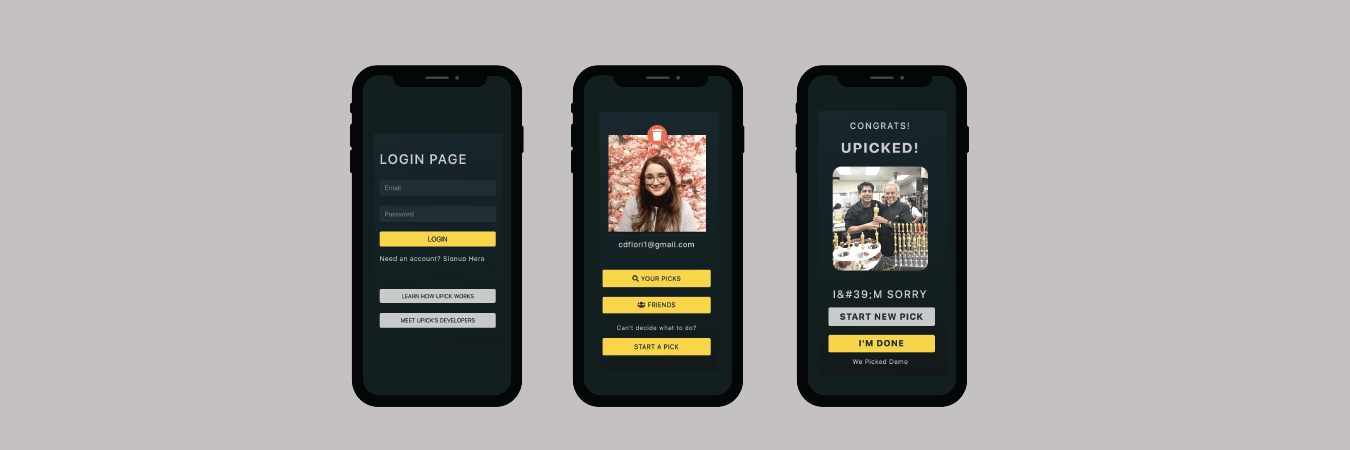 LOGIN PAGE
Email
Password
LOGIN
Need an account? Signup Here
LEARN HOW UPICK WORKS
MEET UPICK'S DEVELOPERS
cdflori1@gmail.com
YOUR PICKS
FRIENDS
Can't decide what to do?
START A PICK
CONGRATS!
UPICKED!
I&#39;M SORRY
START NEW PICK
I'M DONE
We Picked Demo